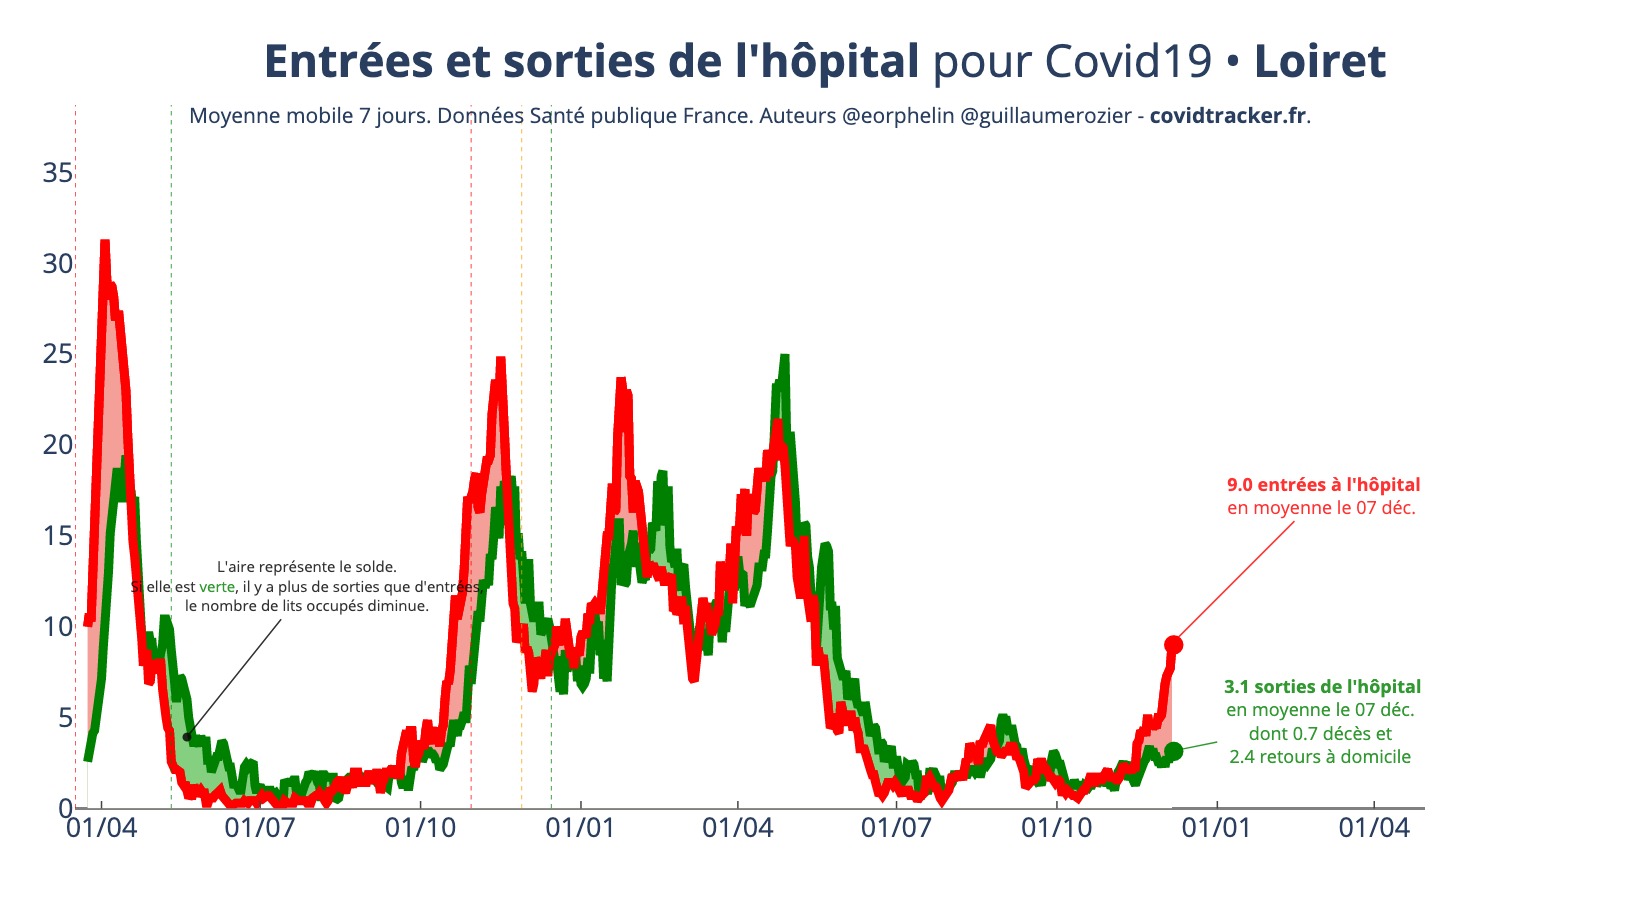 Entrées et sorties de l'hôpital pour Covid19 • Loiret
Moyenne mobile 7 jours. Données Santé publique France. Auteurs @eorphelin @guillaumerozier - covidtracker.fr.
35
30
25
20
15
10
5
0
9.0 entrées à l'hôpital
en moyenne le 07 déc.
L'aire représente le solde.
Si elle est verte, il y a plus de sorties que d'entrées,
le nombre de lits occupés diminue.
3.1 sorties de l'hôpital
en moyenne le 07 déc.
dont 0.7 décès et
2.4 retours à domicile
01/04 01/07 01/10 01/01 01/04 01/07 01/10 01/01 01/04